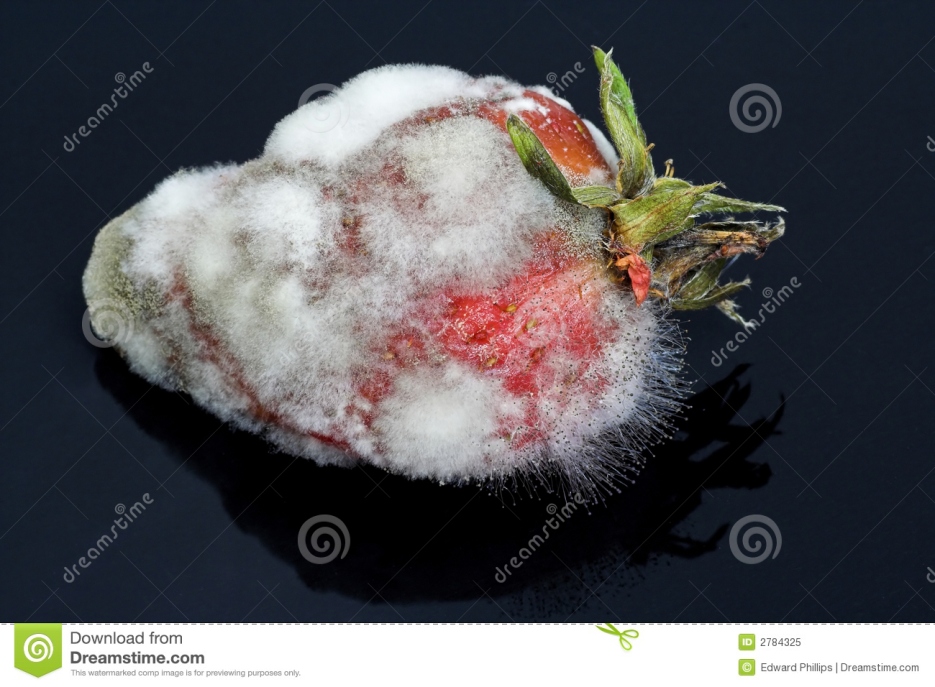 © dreamstime
© dreamstime
© dreamstime
© dreamstime
© dreamstime
Download from
Dreamstime.com
This watermarked comp image is for previewing purposes only.
ID 2784325
© Edward Phillips | Dreamstime.com